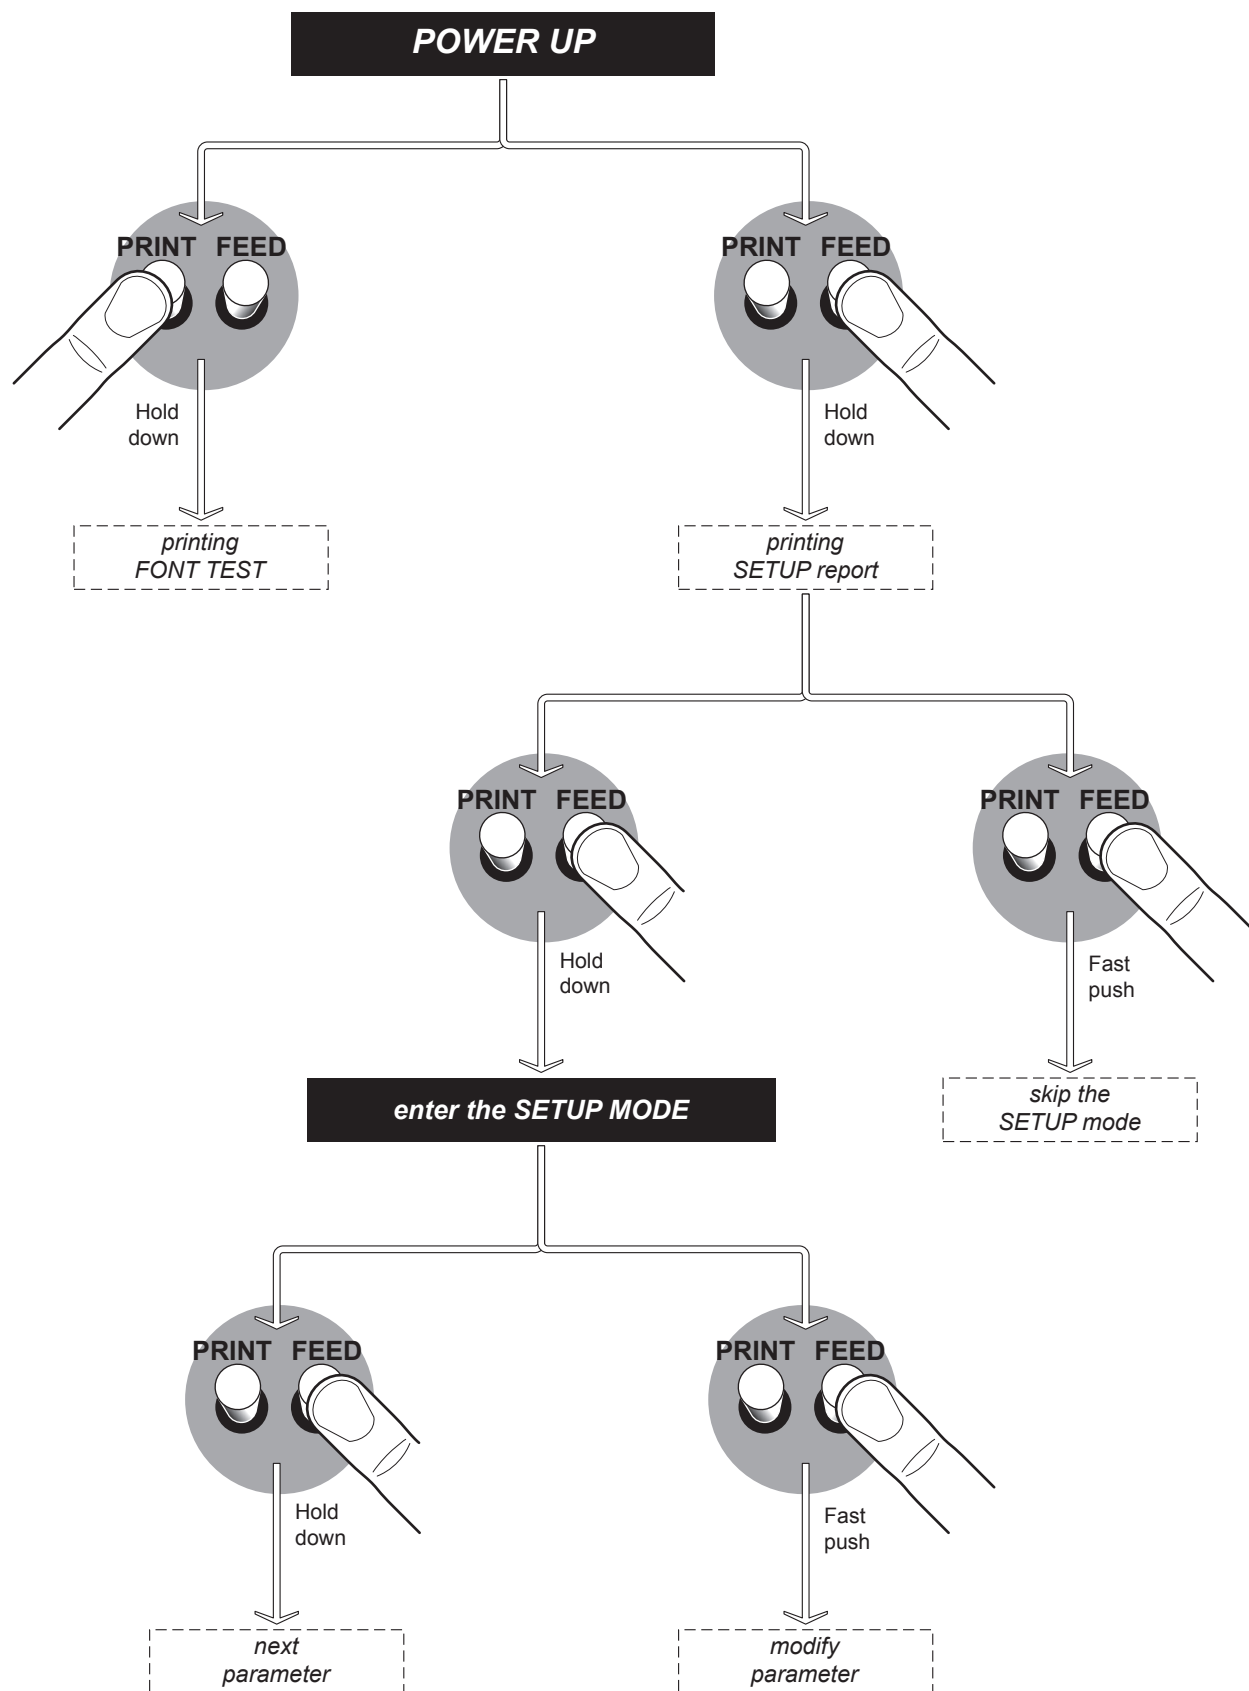 POWER UP
PRINT FEED
PRINT FEED
Hold
down
Hold
down
printing
FONT TEST
printing
SETUP report
PRINT FEED
PRINT FEED
Hold
down
Fast
push
enter the SETUP MODE
skip the
SETUP mode
PRINT FEED
PRINT FEED
Hold
down
Fast
push
next
parameter
modify
parameter